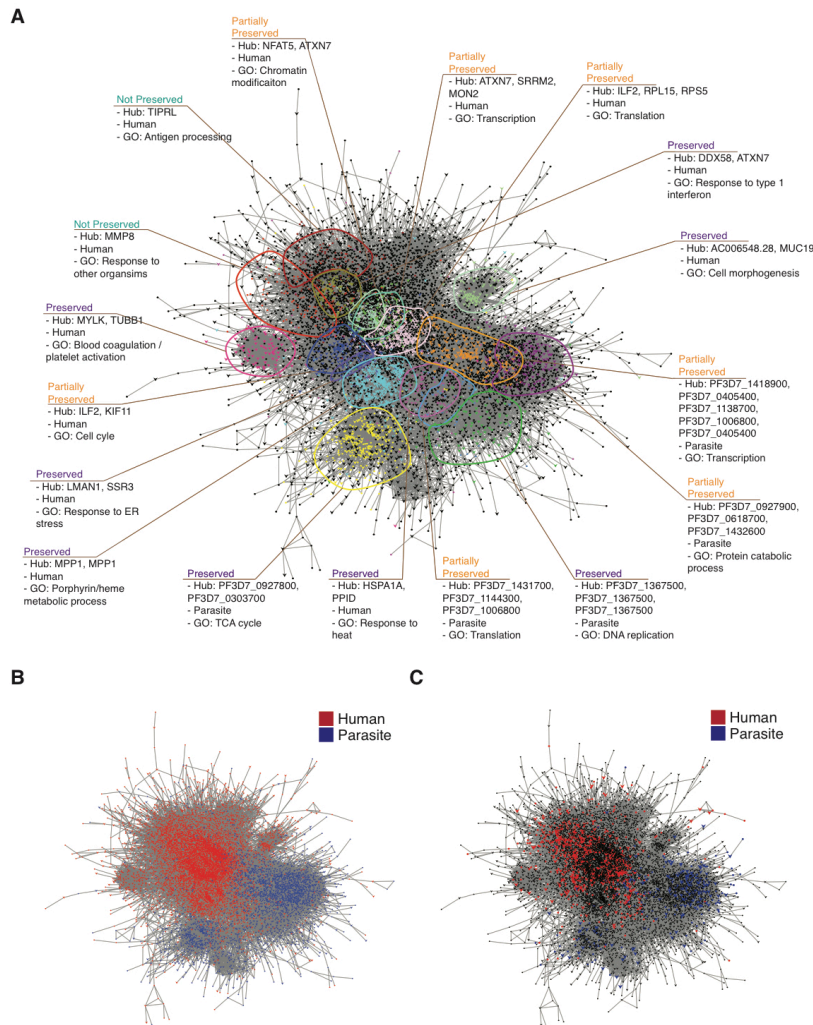 A
Partially
Preserved
- Hub: NFAT5, ATXN7
- Human
- GO: Chromatin
modificaiton
Partially
Preserved
- Hub: ATXN7, SRRM2,
MON2
- Human
- GO: Transcription
Partially
Preserved
- Hub: ILF2, RPL15, RPS5
- Human
- GO: Translation
Not Preserved
- Hub: TIPRL
- Human
- GO: Antigen processing
Preserved
- Hub: DDX58, ATXN7
- Human
- GO: Response to type 1
interferon
Not Preserved
- Hub: MMP8
- Human
- GO: Response to
other organsims
Preserved
- Hub: AC006548.28, MUC19
- Human
- GO: Cell morphogenesis
Preserved
- Hub: MYLK, TUBB1
- Human
- GO: Blood coagulation /
platelet activation
Partially
Preserved
- Hub: PF3D7_1418900,
PF3D7_0405400,
PF3D7_1138700,
PF3D7_1006800,
PF3D7_0405400
- Parasite
- GO: Transcription
Partially
Preserved
- Hub: ILF2, KIF11
- Human
- GO: Cell cyle
Preserved
- Hub: LMAN1, SSR3
- Human
- GO: Response to ER
stress
Partially
Preserved
- Hub: PF3D7_0927900,
PF3D7_0618700,
PF3D7_1432600
- Parasite
- GO: Protein catabolic
process
Preserved
- Hub: MPP1, MPP1
- Human
- GO: Porphyrin/heme
metabolic process
Preserved
- Hub: PF3D7_0927800,
PF3D7_0303700
- Parasite
- GO: TCA cycle
Preserved
- Hub: HSPA1A,
PPID
- Human
- GO: Response to
heat
Partially
Preserved
- Hub: PF3D7_1431700,
PF3D7_1144300,
PF3D7_1006800
- Parasite
- GO: Translation
Preserved
- Hub: PF3D7_1367500,
PF3D7_1367500,
PF3D7_1367500
- Parasite
- GO: DNA replication
B
Human
Parasite
C
Human
Parasite